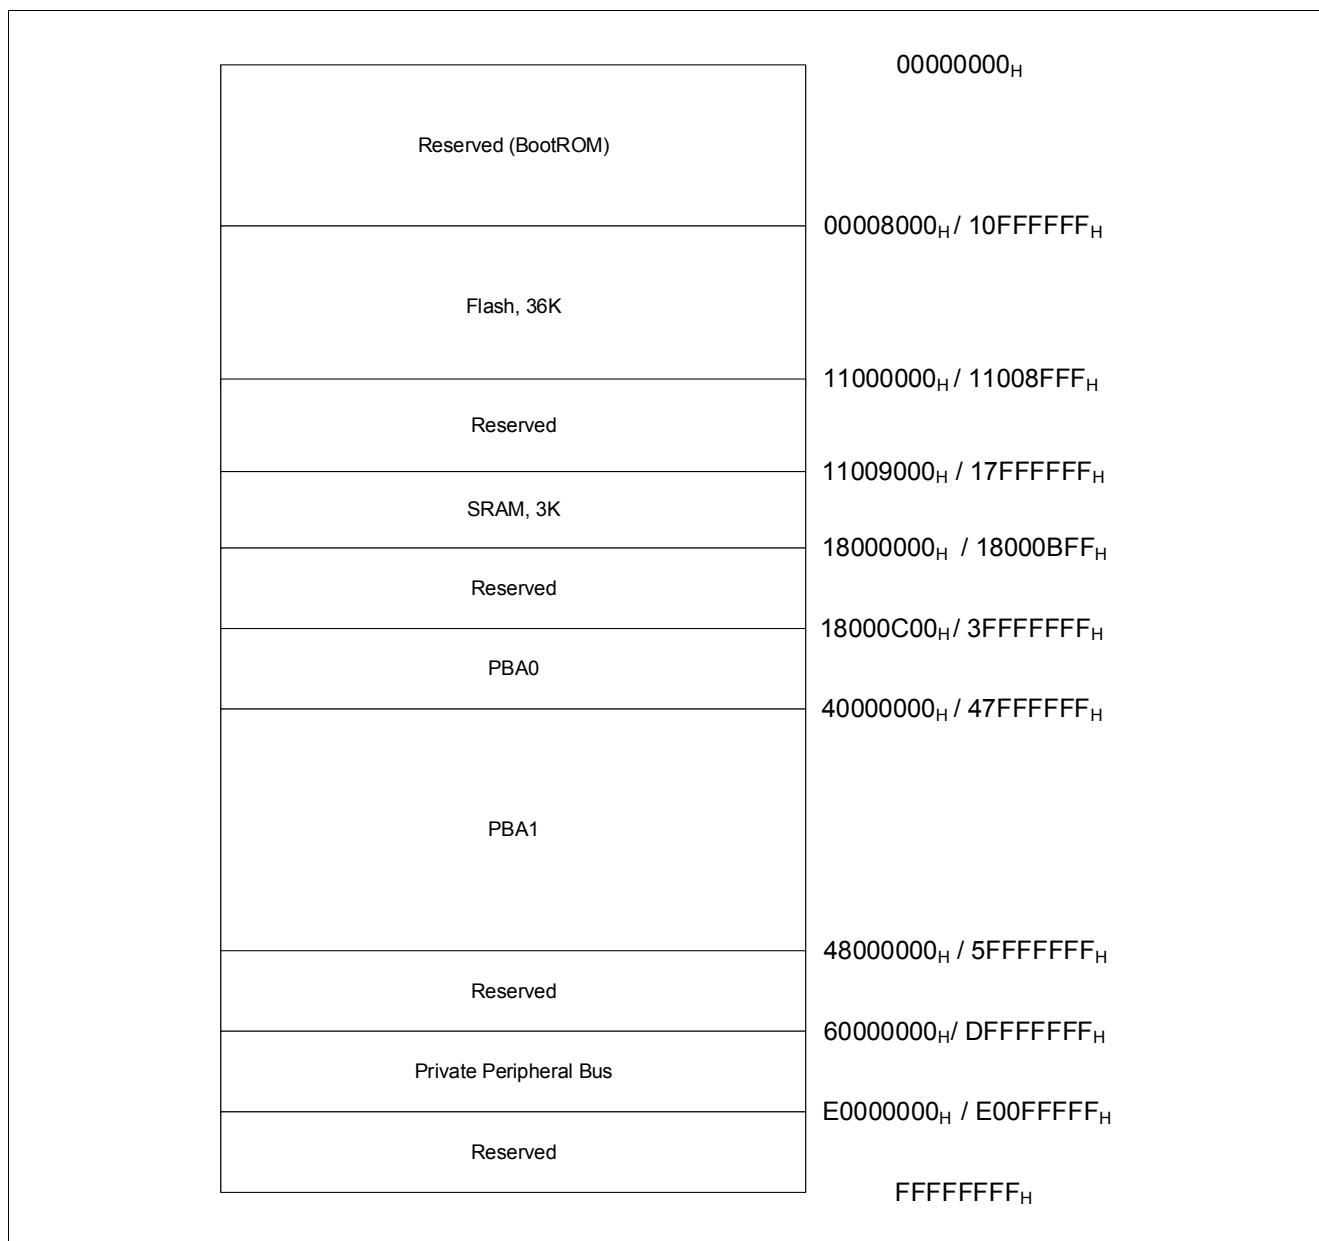 00000000H
Reserved (BootROM)
00008000H / 10FFFFFFH
Flash, 36K
11000000H / 11008FFFH
Reserved
11009000H / 17FFFFFFH
SRAM, 3K
18000000H / 18000BFFH
Reserved
18000C00H / 3FFFFFFFH
PBA0
40000000H / 47FFFFFFH
PBA1
48000000H / 5FFFFFFFH
Reserved
60000000H/ DFFFFFFFH
Private Peripheral Bus
E0000000H / E00FFFFFH
Reserved
FFFFFFFFH